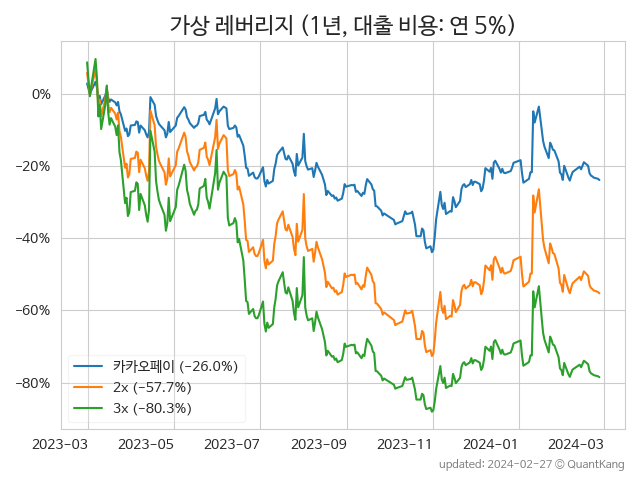 가상 레버리지 (1년, 대출 비용: 연 5%)
0%
−20%
−40%
−60%
−80%
카카오페이 (−26.0%)
2x (−57.7%)
3x (−80.3%)
2023-03 2023-05 2023-07 2023-09 2023-11 2024-01 2024-03
updated: 2024-02-27 © QuantKang